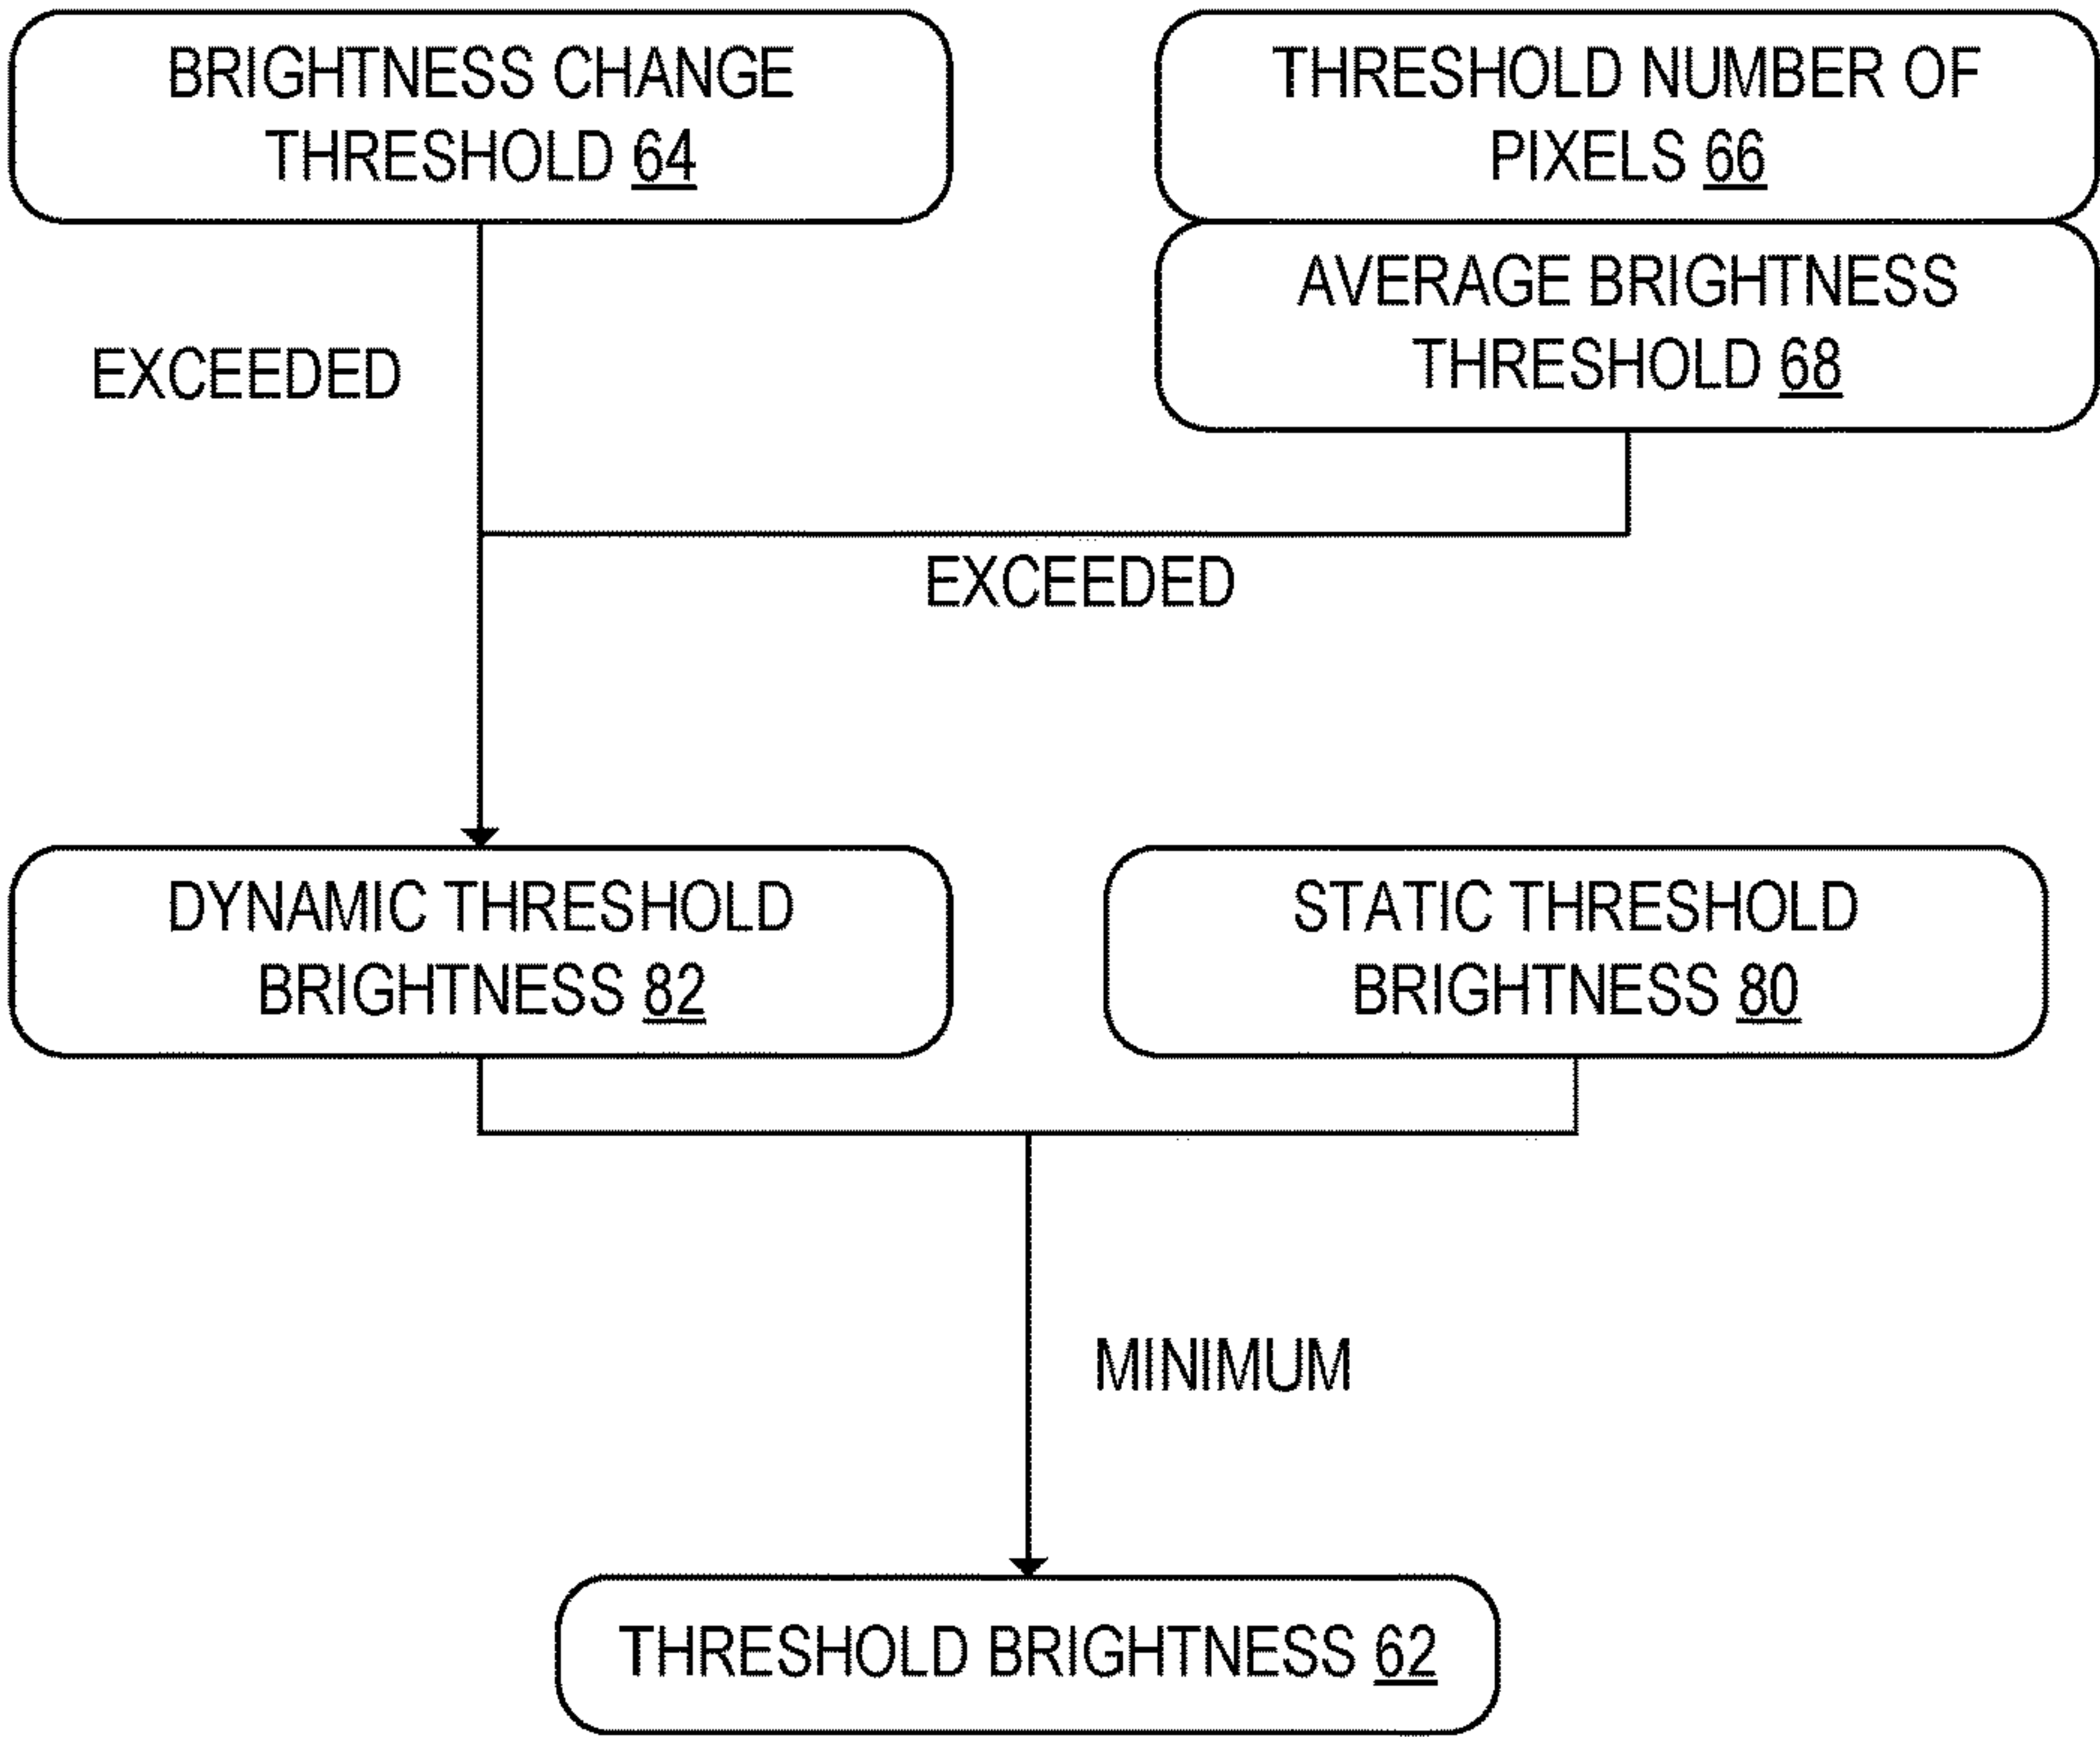 BRIGHTNESS CHANGE
THRESHOLD 64
THRESHOLD NUMBER OF
PIXELS 66
AVERAGE BRIGHTNESS
THRESHOLD 68
EXCEEDED
EXCEEDED
DYNAMIC THRESHOLD
BRIGHTNESS 82
STATIC THRESHOLD
BRIGHTNESS 80
MINIMUM
THRESHOLD BRIGHTNESS 62